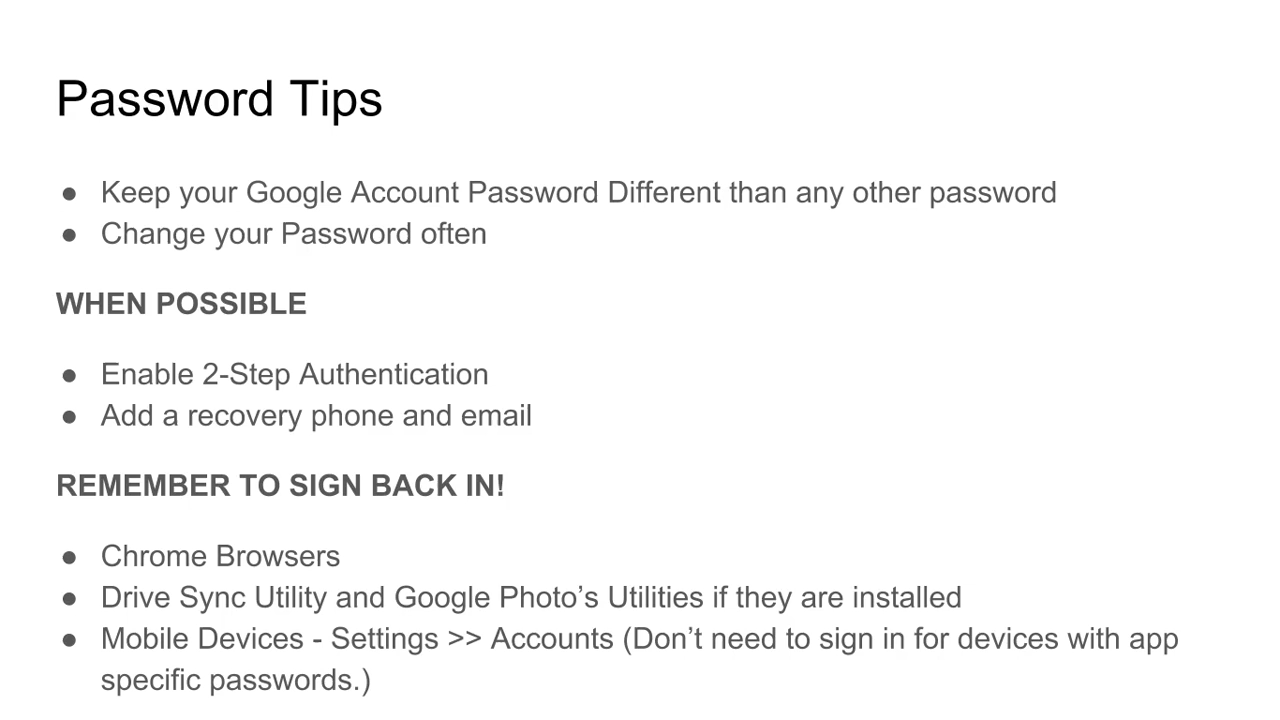 Password Tips
● Keep your Google Account Password Different than any other password
● Change your Password often
WHEN POSSIBLE
● Enable 2-Step Authentication
● Add a recovery phone and email
REMEMBER TO SIGN BACK IN!
● Chrome Browsers
● Drive Sync Utility and Google Photo’s Utilities if they are installed
● Mobile Devices - Settings >> Accounts (Don’t need to sign in for devices with app
specific passwords.)